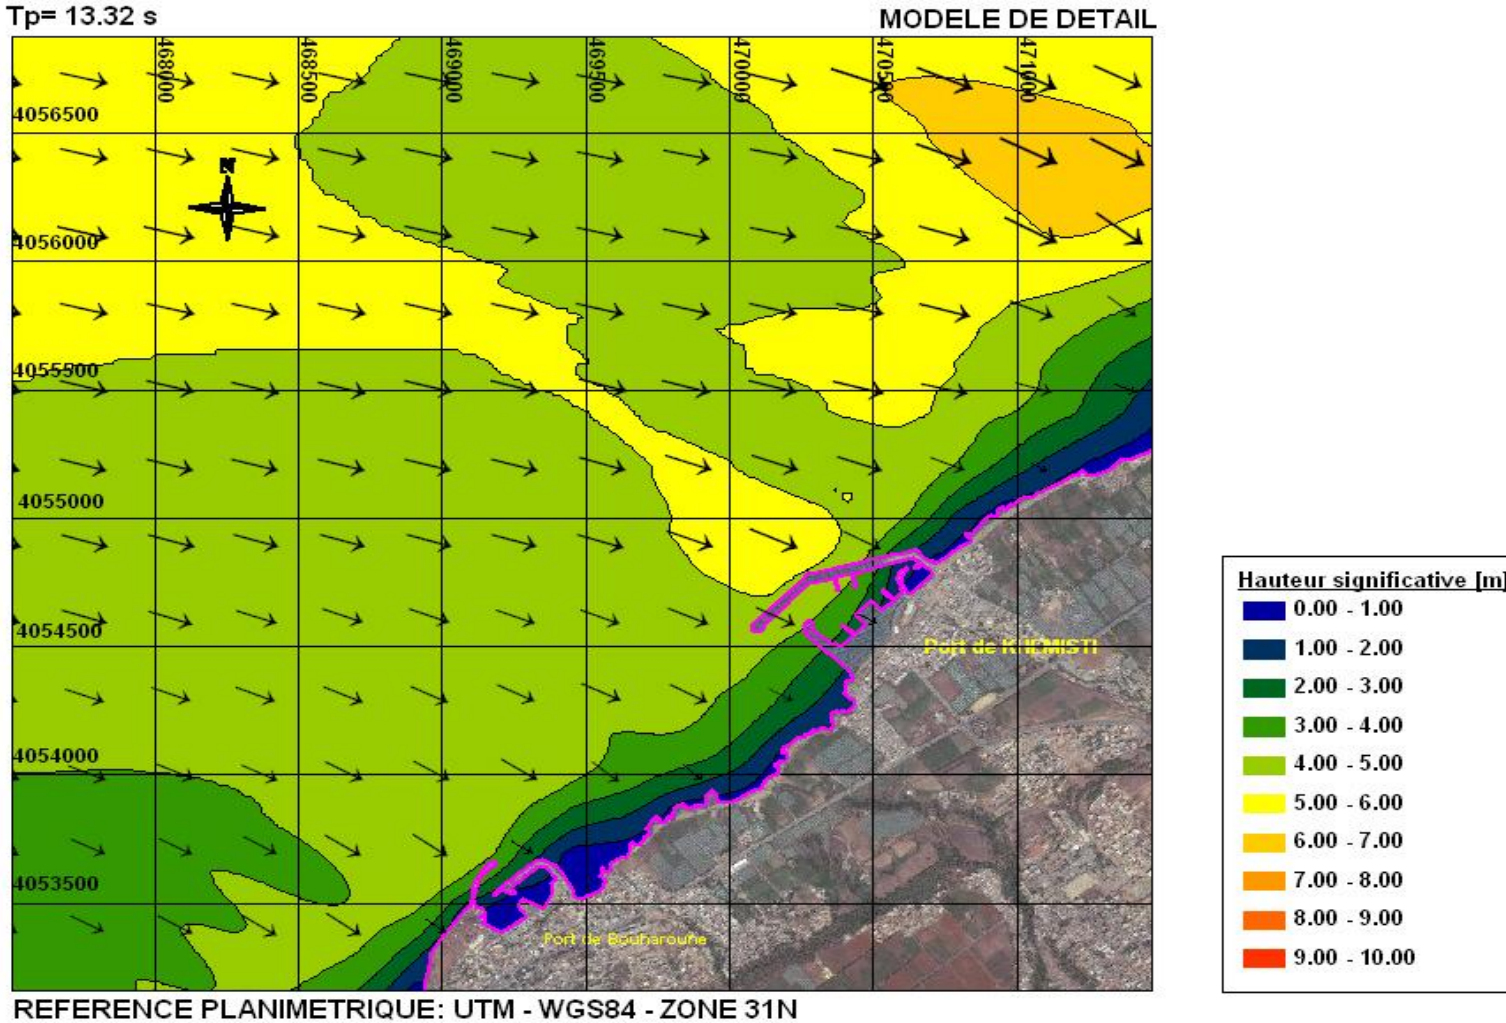 Tp= 13.32 s
MODELE DE DETAIL
468000
468500
469000
469500
470000
470500
471000
4056500
N
4056000
4055500
4055000
4054500
Port de KHEMISTI
4054000
4053500
Port de Bouharoune
Hauteur significative [m]
0.00 - 1.00
1.00 - 2.00
2.00 - 3.00
3.00 - 4.00
4.00 - 5.00
5.00 - 6.00
6.00 - 7.00
7.00 - 8.00
8.00 - 9.00
9.00 - 10.00
REFERENCE PLANIMETRIQUE: UTM - WGS84 - ZONE 31N